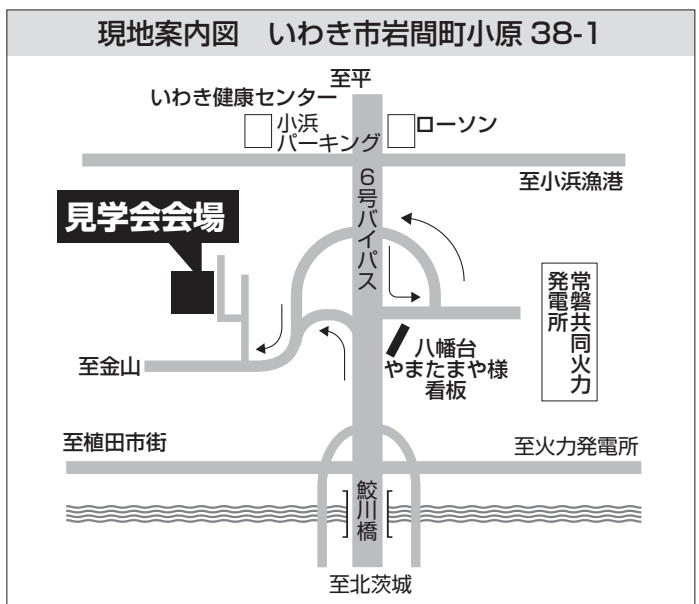 現地案内図　いわき市岩間町小原 38-1
至平
いわき健康センター
小浜
パーキング
ローソン
至小浜漁港
6号バイパス
見学会会場
常磐共同火力
発電所
八幡台
やまたまや様
看板
至金山
至植田市街
至火力発電所
鮫川橋
至北茨城